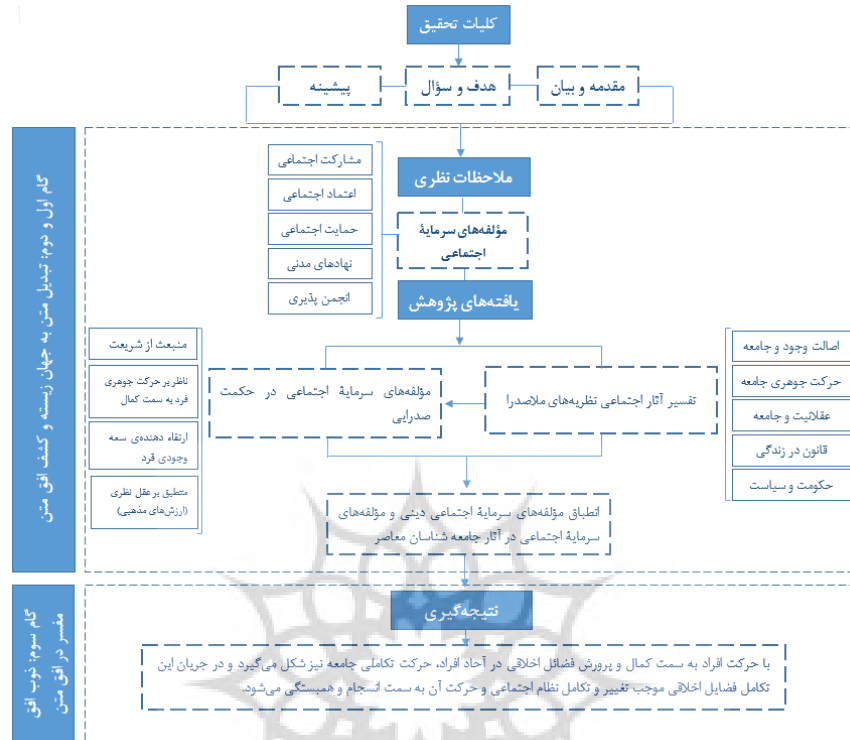 کلیات تحقیق
مقدمه و بیان
هدف و سؤال
پیشینه
گام اول و دوم: تبدیل متن به جهان زیسته و کشف افق متن
ملاحظات نظری
مؤلفه‌های سرمایۀ
اجتماعی
مشارکت اجتماعی
اعتماد اجتماعی
حمایت اجتماعی
نهادهای مدنی
انجمن پذیری
یافته‌های پژوهش
اصالت وجود و جامعه
حرکت جوهری جامعه
عقلانیت و جامعه
قانون در زندگی
حکومت و سیاست
تفسیر آثار اجتماعی نظریه‌های ملاصدرا
مؤلفه‌های سرمایۀ اجتماعی در حکمت
صدرایی
منبعث از شریعت
ناظر بر حرکت جوهری
فرد به سمت کمال
ارتقاء دهنده‌ی سعه
وجودی فرد
منطبق بر عقل نظری
(ارزش‌های مذهبی)
انطباق مؤلفه‌های سرمایۀ اجتماعی دینی و مؤلفه‌های
سرمایۀ اجتماعی در آثار جامعه شناسان معاصر
گام سوم: ذوب افق
مفسر در افق متن
نتیجه‌گیری
با حرکت افراد به سمت کمال و پرورش فضائل اخلاقی در آحاد افراد، حرکت تکاملی جامعه نیز شکل می‌گیرد و در جریان این
تکامل فضایل اخلاقی موجب تغییر و تکامل نظام اجتماعی و حرکت آن به سمت انسجام و همبستگی می‌شود.